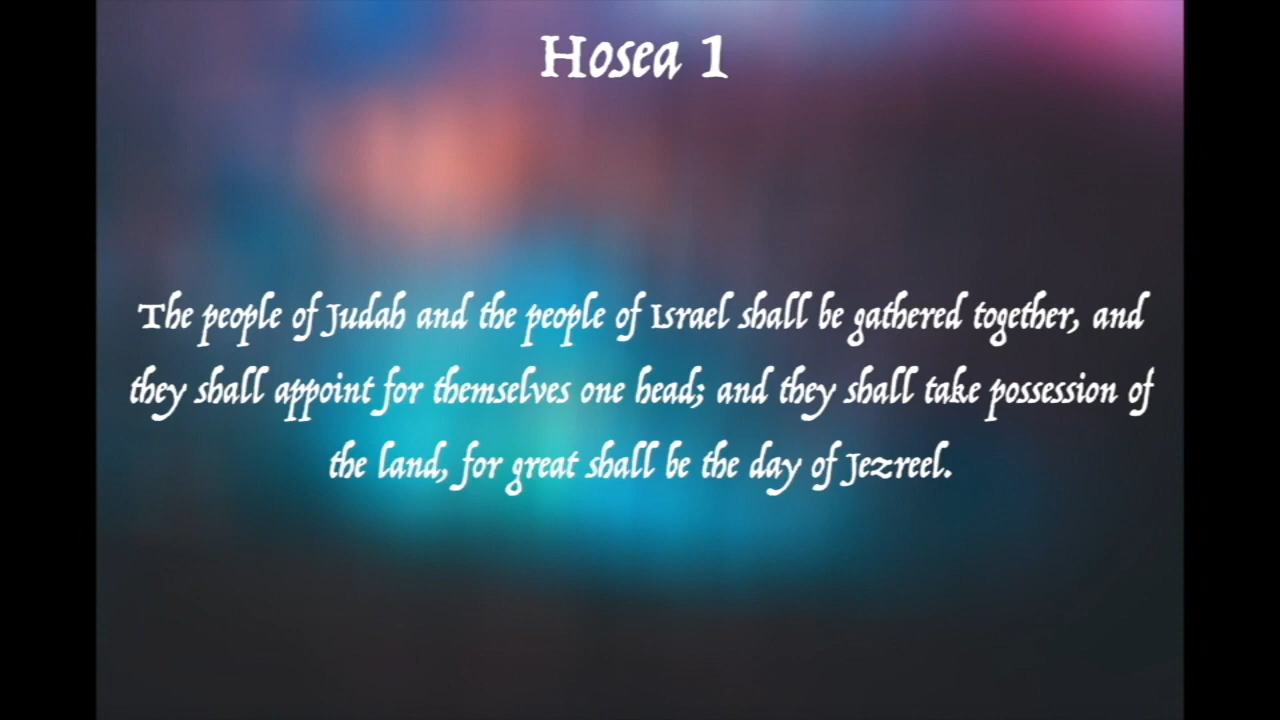 Hosea 1
The people of Judah and the people of Israel shall be gathered together, and
they shall appoint for themselves one head; and they shall take possession of
the land, for great shall be the day of Jezreel.